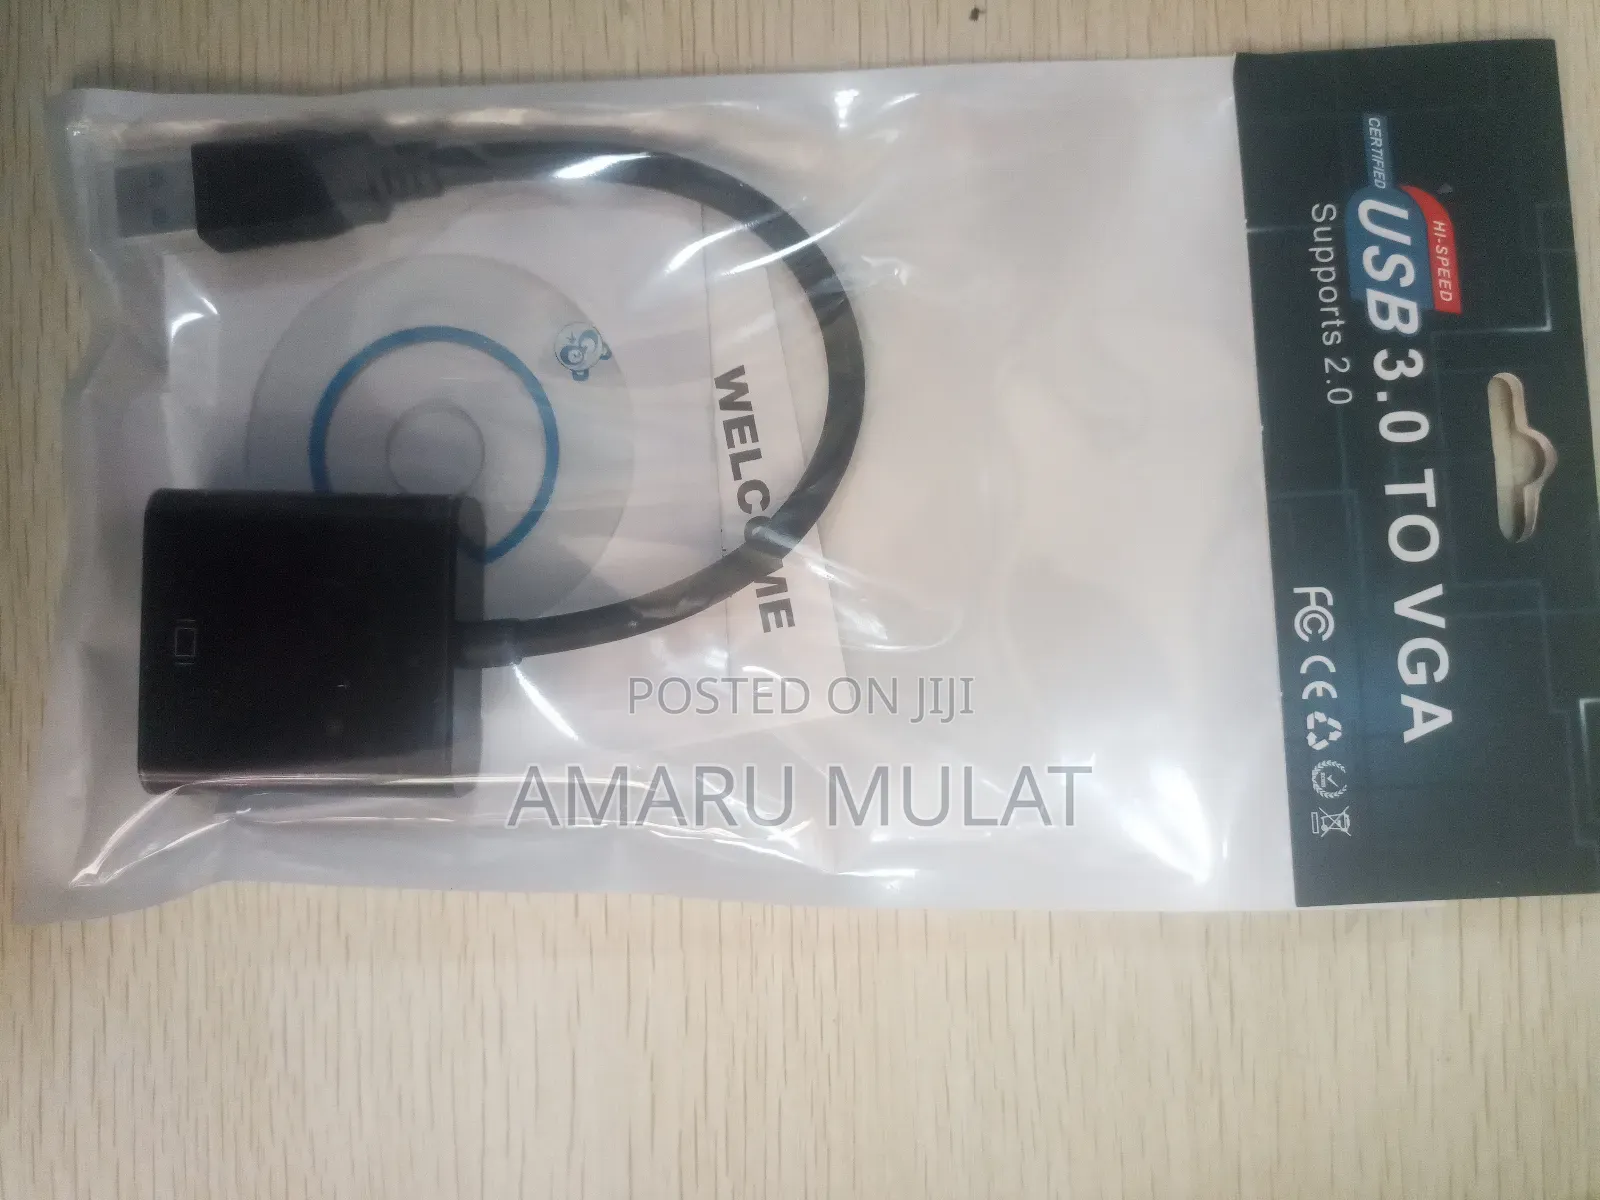 CERTIFIED
HI-SPEED
USB 3.0 TO VGA
Supports 2.0
FC CE
WELCOME
POSTED ON JIJI
AMARU MULAT